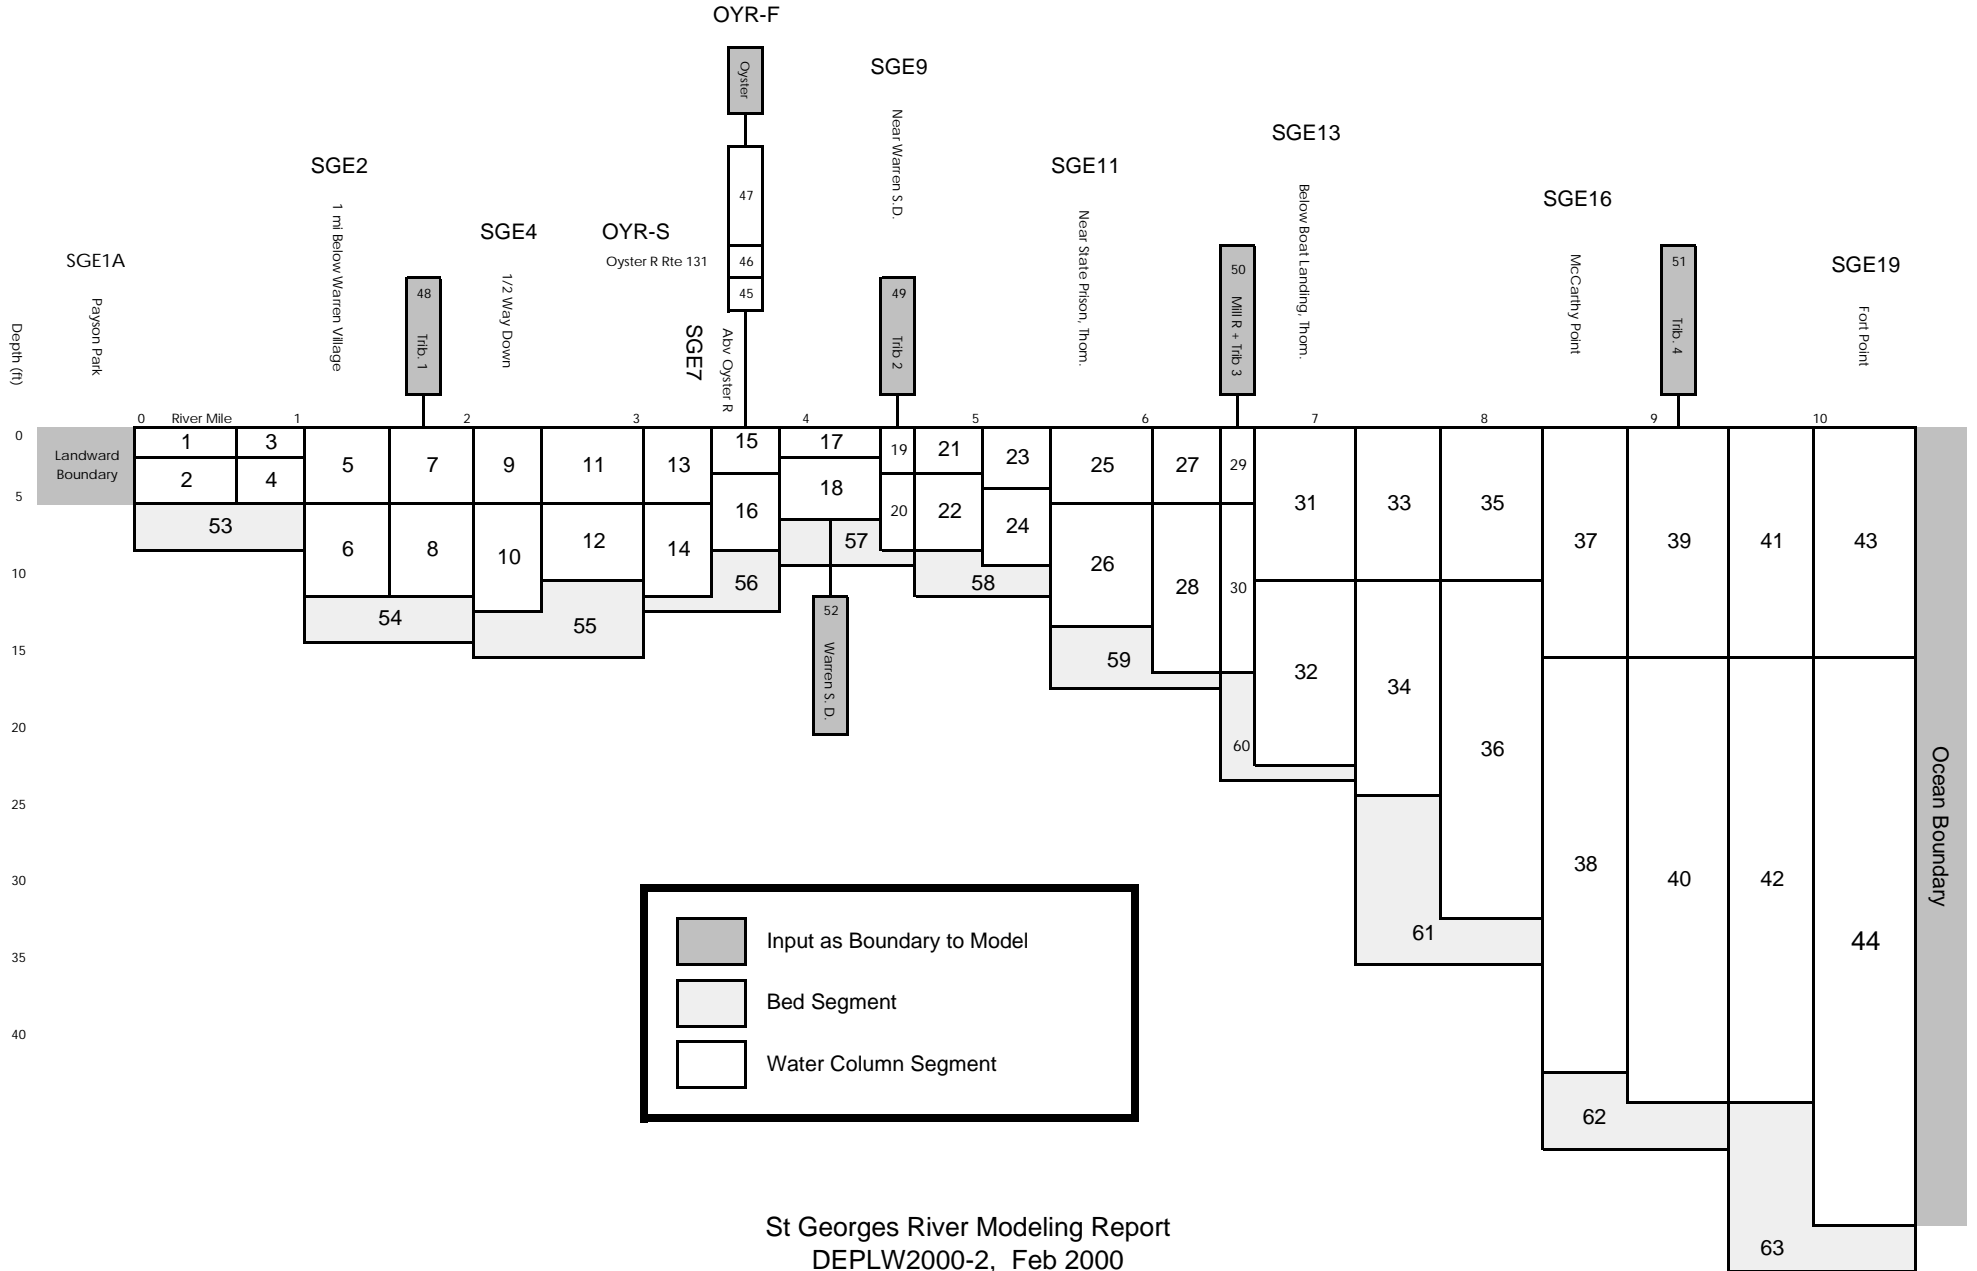 OYR-F
Oyster
SGE9
Near Warren S.D.
SGE13
Below Boat Landing, Thom.
SGE2
1 mi Below Warren Village
SGE11
Near State Prison, Thom.
47
SGE16
McCarthy Point
SGE4
1/2 Way Down
OYR-S
Oyster R Rte 131
46
45
SGE1A
Payson Park
50 Mill R + Trib 3
51 Trib. 4
SGE19
Fort Point
48 Trib. 1
49 Trib 2
SGE7
Abv Oyster R
Depth (ft)
0 River Mile 1 2 3 4 5 6 7 8 9 10
0
5
10
15
20
25
30
35
40
Landward
Boundary
1 3 5 7 9 11 13 15 17 19 21 23 25 27 29 31 33 35 37 39 41 43
2 4 6 8 10 12 14 16 18 20 22 24 26 28 30 32 34 36 38 40 42 44
53 54 55 56 57 58 59 60 61 62 63
52 Warren S. D.
Ocean Boundary
Input as Boundary to Model
Bed Segment
Water Column Segment
St Georges River Modeling Report
DEPLW2000-2, Feb 2000